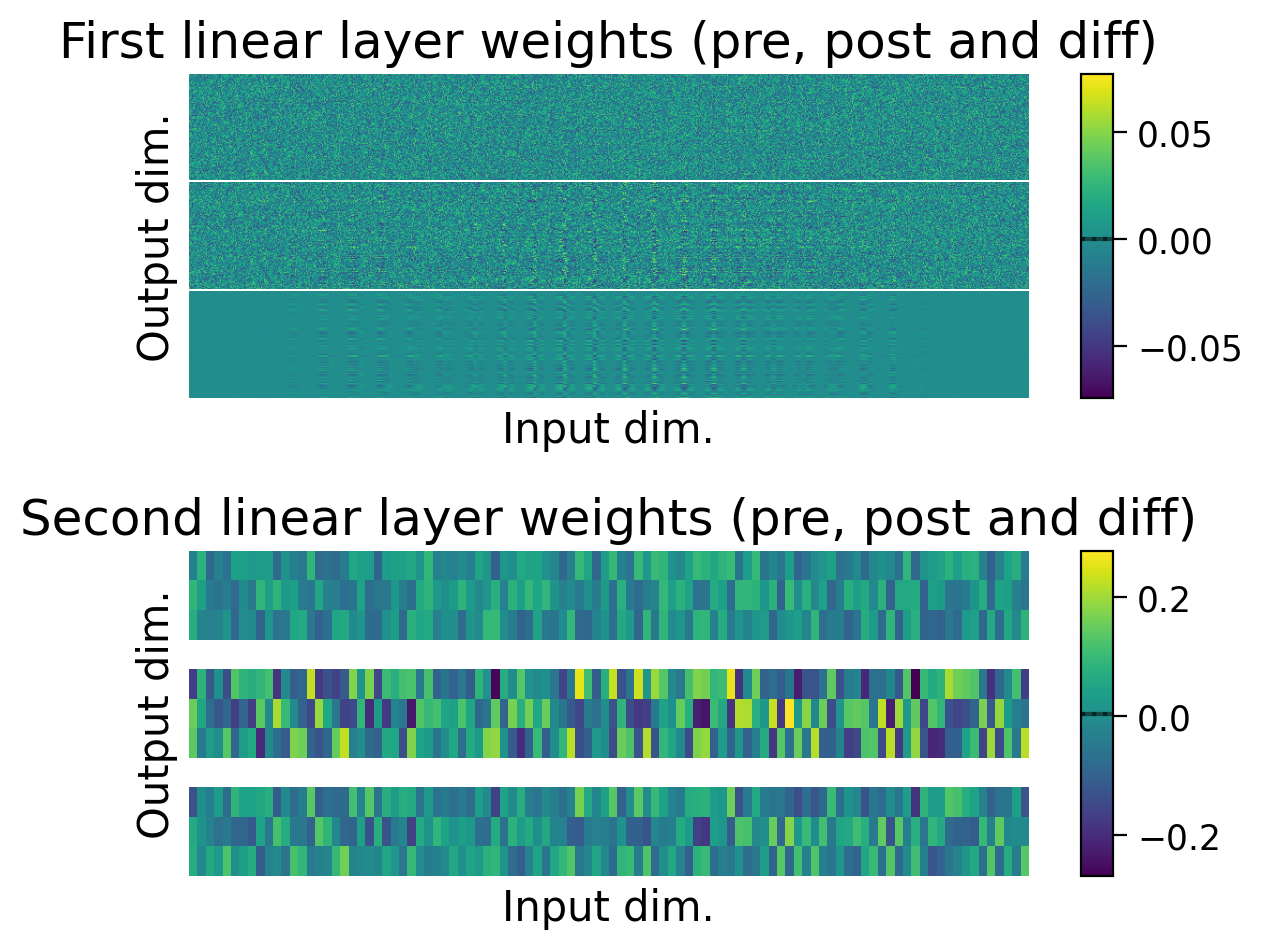 First linear layer weights (pre, post and diff)
Output dim.
0.05
0.00
−0.05
Input dim.
Second linear layer weights (pre, post and diff)
Output dim.
0.2
0.0
−0.2
Input dim.